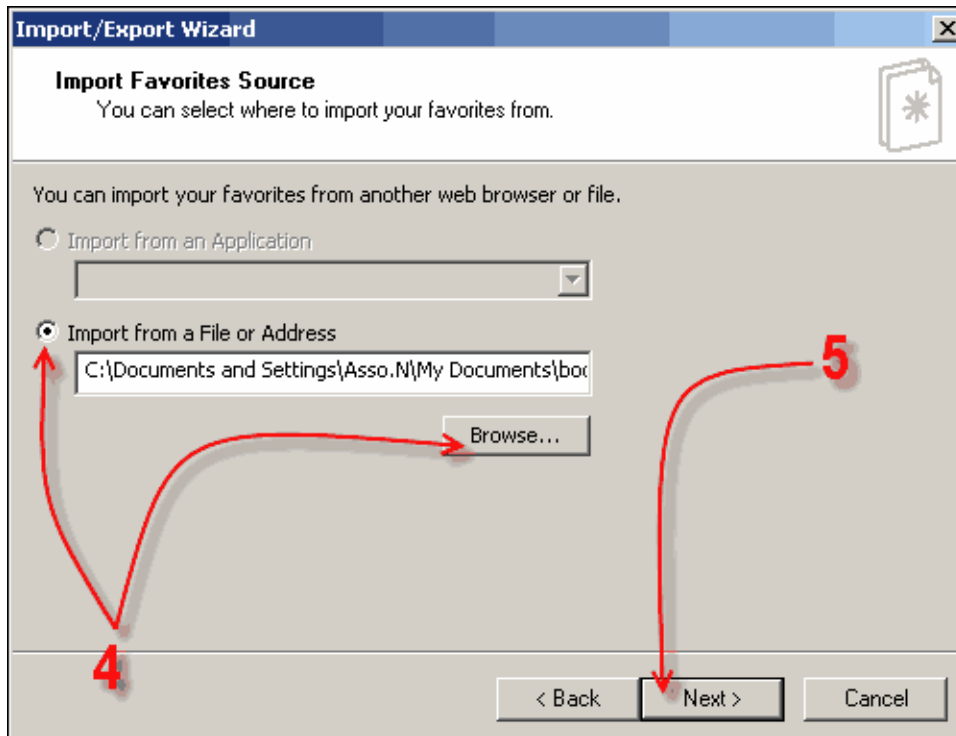 Import/Export Wizard
Import Favorites Source
You can select where to import your favorites from.
You can import your favorites from another web browser or file.
Import from an Application
Import from a File or Address
C:\Documents and Settings\Asso.N\My Documents\boo
5
Browse...
4
< Back Next > Cancel